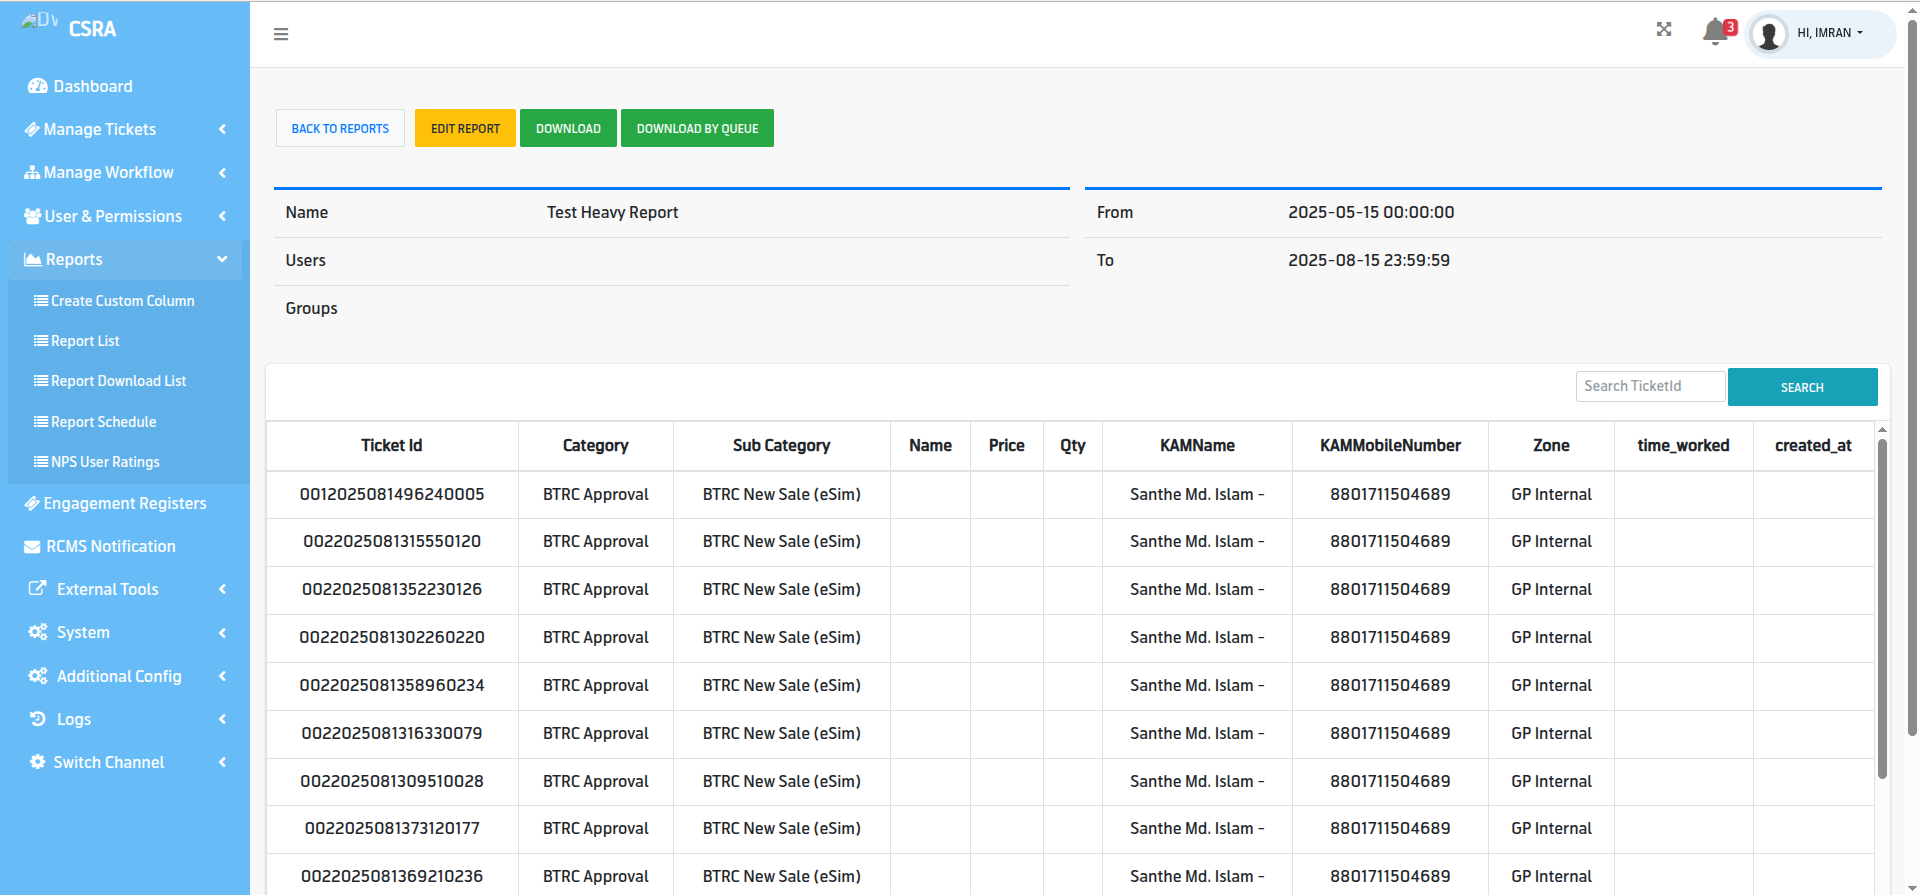 CSRA
3
HI, IMRAN
Dashboard
Manage Tickets
Manage Workflow
User & Permissions
Reports
Create Custom Column
Report List
Report Download List
Report Schedule
NPS User Ratings
Engagement Registers
RCMS Notification
External Tools
System
Additional Config
Logs
Switch Channel
BACK TO REPORTS EDIT REPORT DOWNLOAD DOWNLOAD BY QUEUE
Name Test Heavy Report
Users
Groups
From 2025-05-15 00:00:00
To 2025-08-15 23:59:59
Search TicketId SEARCH
Ticket Id Category Sub Category Name Price Qty KAMName KAMMobileNumber Zone time_worked created_at
0012025081496240005 BTRC Approval BTRC New Sale (eSim) Santhe Md. Islam - 8801711504689 GP Internal
0022025081315550120 BTRC Approval BTRC New Sale (eSim) Santhe Md. Islam - 8801711504689 GP Internal
0022025081352230126 BTRC Approval BTRC New Sale (eSim) Santhe Md. Islam - 8801711504689 GP Internal
0022025081302260220 BTRC Approval BTRC New Sale (eSim) Santhe Md. Islam - 8801711504689 GP Internal
0022025081358960234 BTRC Approval BTRC New Sale (eSim) Santhe Md. Islam - 8801711504689 GP Internal
0022025081316330079 BTRC Approval BTRC New Sale (eSim) Santhe Md. Islam - 8801711504689 GP Internal
0022025081309510028 BTRC Approval BTRC New Sale (eSim) Santhe Md. Islam - 8801711504689 GP Internal
0022025081373120177 BTRC Approval BTRC New Sale (eSim) Santhe Md. Islam - 8801711504689 GP Internal
0022025081369210236 BTRC Approval BTRC New Sale (eSim) Santhe Md. Islam - 8801711504689 GP Internal